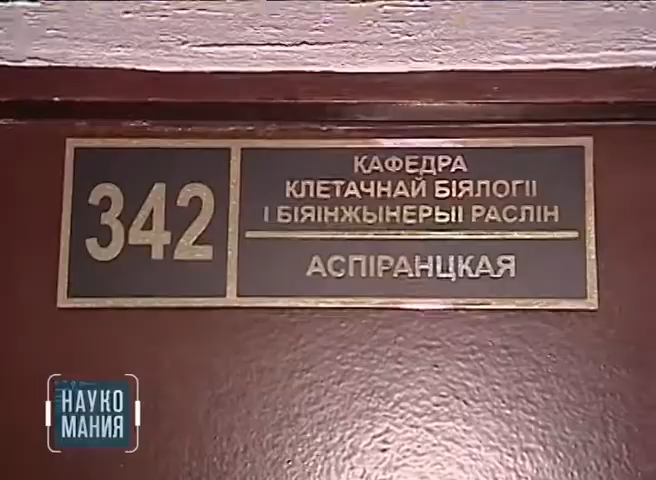 342
КАФЕДРА
КЛЕТАЧНАЙ БІЯЛОГІІ
І БІЯІНЖЫНЕРЫІ РАСЛІН
АСПІРАНЦКАЯ
НАУКО
МАНИЯ